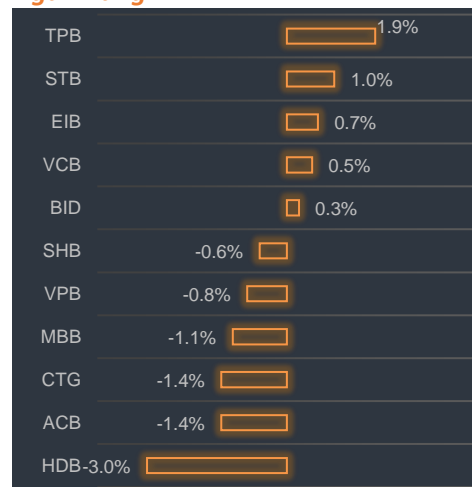 TPB 1.9%
STB 1.0%
EIB 0.7%
VCB 0.5%
BID 0.3%
SHB -0.6%
VPB -0.8%
MBB -1.1%
CTG -1.4%
ACB -1.4%
HDB -3.0%